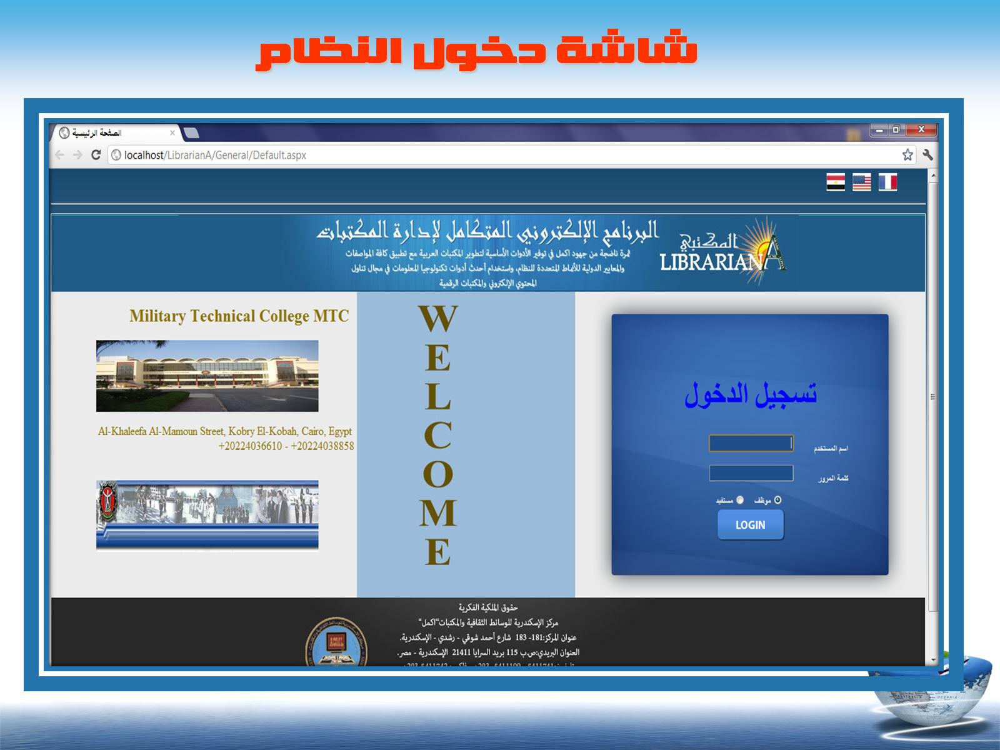 شاشة دخول النظام
الصفحة الرئيسية
localhost/LibrarianA/General/Default.aspx
البرنامج الإلكتروني المتكامل لإدارة المكتبات
ثمرة ناضجة من جهود اكمل في توفير الأدوات الأساسية لتطوير المكتبات العربية مع تطبيق كافة المواصفات
والمعايير الدولية للأنماط المتعددة للنظام، واستخدام أحدث أدوات تكنولوجيا المعلومات في مجال تناول
المحتوي الإلكتروني والمكتبات الرقمية
المكتبي
LIBRARIAN A
Military Technical College MTC
Al-Khaleefa Al-Mamoun Street, Kobry El-Kobah, Cairo, Egypt
+20224036610 - +20224038858
WELCOME
تسجيل الدخول
اسم المستخدم
كلمة المرور
موظف مستفيد
LOGIN
حقوق الملكية الفكرية
مركز الإسكندرية للوسائط الثقافية والمكتبات"اكمل"
عنوان المركز:181- 183 شارع أحمد شوقي - رشدي - الإسكندرية.
العنوان البريدي:ص.ب 115 بريد السرايا 21411 الإسكندرية - مصر.
ACML